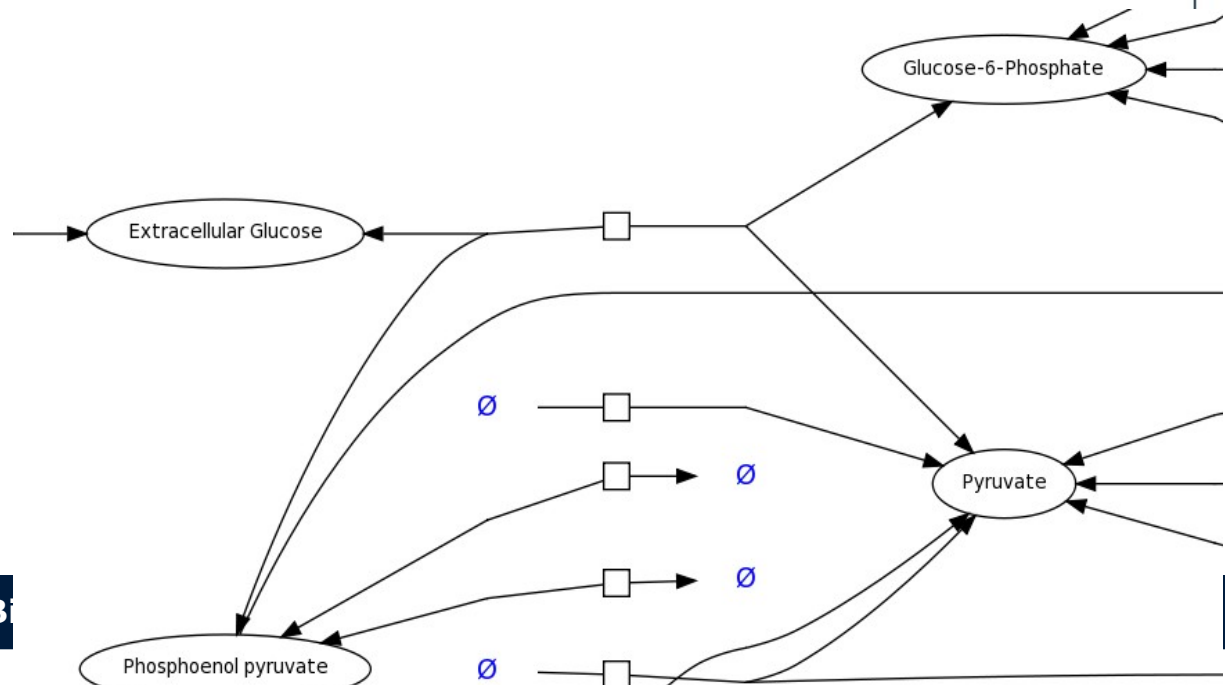 Glucose-6-Phosphate
Extracellular Glucose
Ø
Ø
Pyruvate
Ø
Phosphoenol pyruvate
Ø